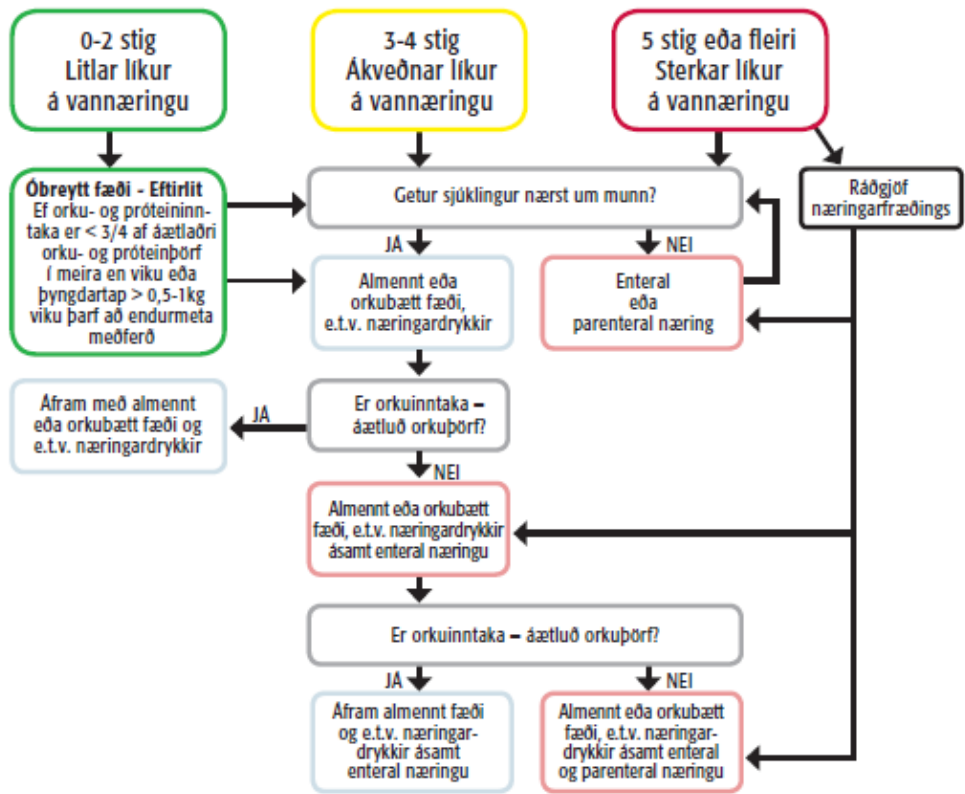 0-2 stig
Litlar líkur
á vannæringu
3-4 stig
Ákveðnar líkur
á vannæringu
5 stig eða fleiri
Sterkar líkur
á vannæringu
Óbreytt fæði - Eftirlit
Ef orku- og próteininn-
taka er < 3/4 af áætlaðri
orku- og próteinþörf
í meira en viku eða
þyngdartap > 0,5-1kg
viku þarf að endurmeta
meðferð
Getur sjúklingur nærst um munn?
Ráðgjöf
næringarfræðings
JÁ
NEI
Almennt eða
orkubætt fæði,
e.t.v. næringardrykkir
Enteral
eða
parenteral næring
Er orkuinntaka –
áætluð orkuþörf?
JÁ
Áfram með almennt
eða orkubætt fæði og
e.t.v. næringardrykkir
NEI
Almennt eða orkubætt
fæði, e.t.v. næringardrykkir
ásamt enteral næringu
Er orkuinntaka – áætluð orkuþörf?
JÁ
NEI
Áfram almennt fæði
og e.t.v. næringar-
drykkir ásamt
enteral næringu
Almennt eða orkubætt
fæði, e.t.v. næringar-
drykkir ásamt enteral
og parenteral næringu